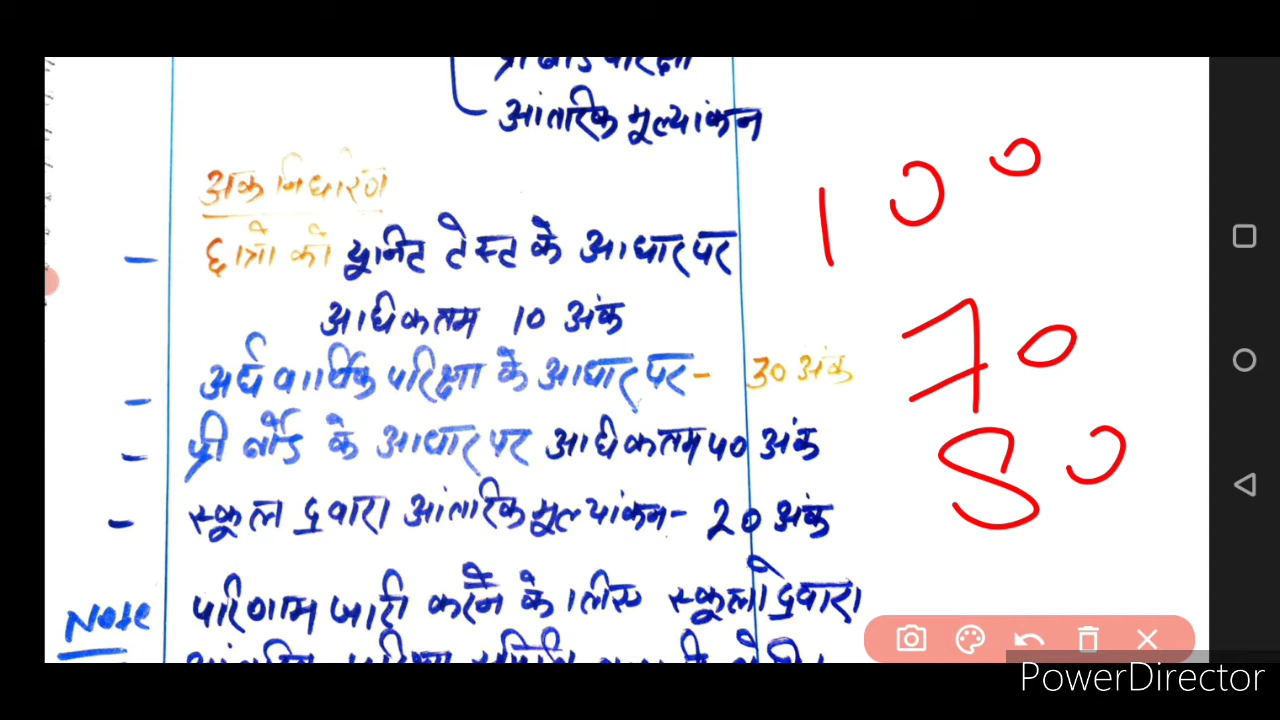 आंतरिक मूल्यांकन
100
अंक निर्धारण
- छात्रो को यूनिट टेस्ट के आधार पर
अधिकतम 10 अंक
70
- अर्ध वार्षिक परिक्षा के आधार पर - 30 अंक
- प्री बोर्ड के आधार पर अधिकतम 40 अंक
80
- स्कूल द्वारा आंतरिक मूल्यांकन - 20 अंक
Note परिणाम जारी करने के लिए स्कूलो द्वारा
PowerDirector